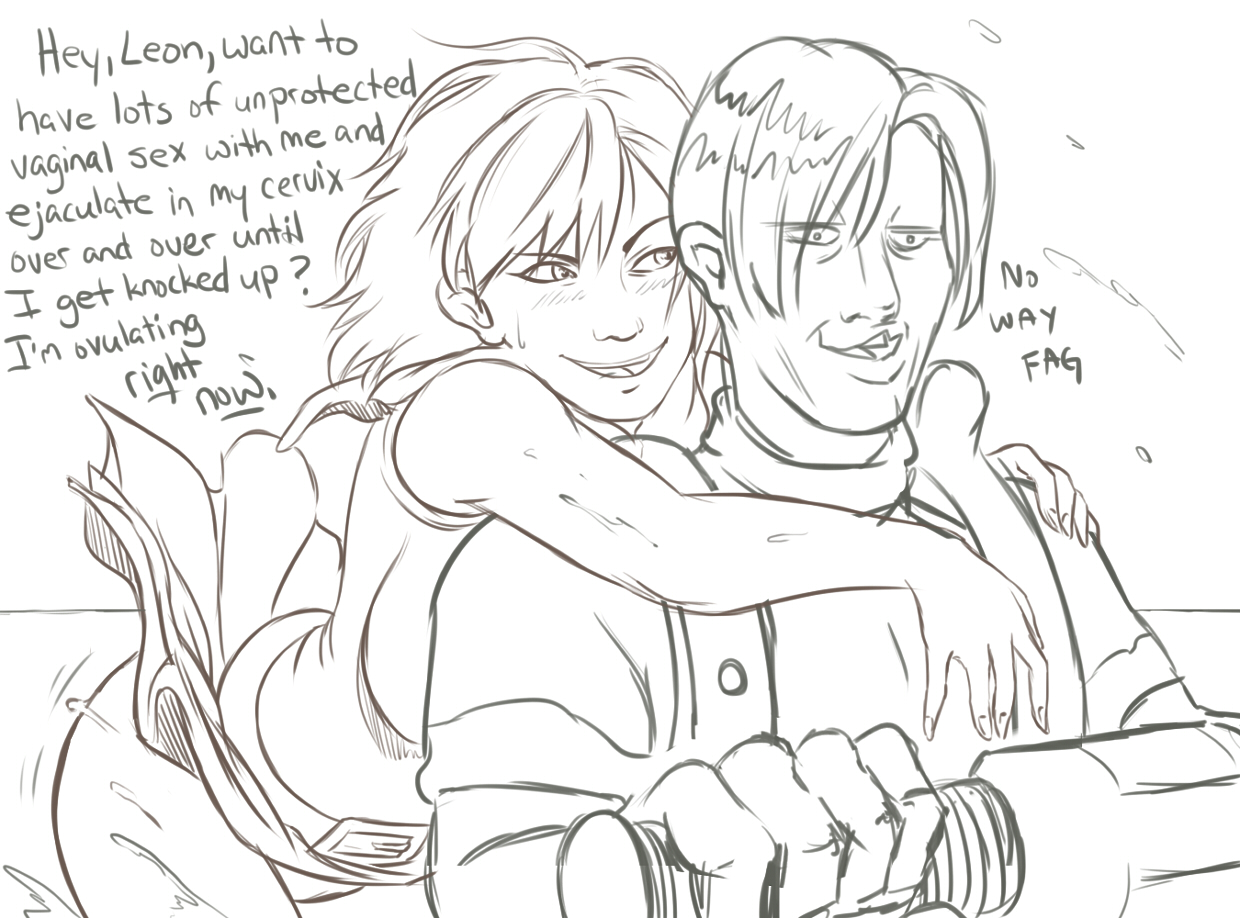 Hey, Leon, want to
have lots of unprotected
vaginal sex with me and
ejaculate in my cervix
over and over until
I get knocked up?
I'm ovulating
right
now.
No
WAY
FAG